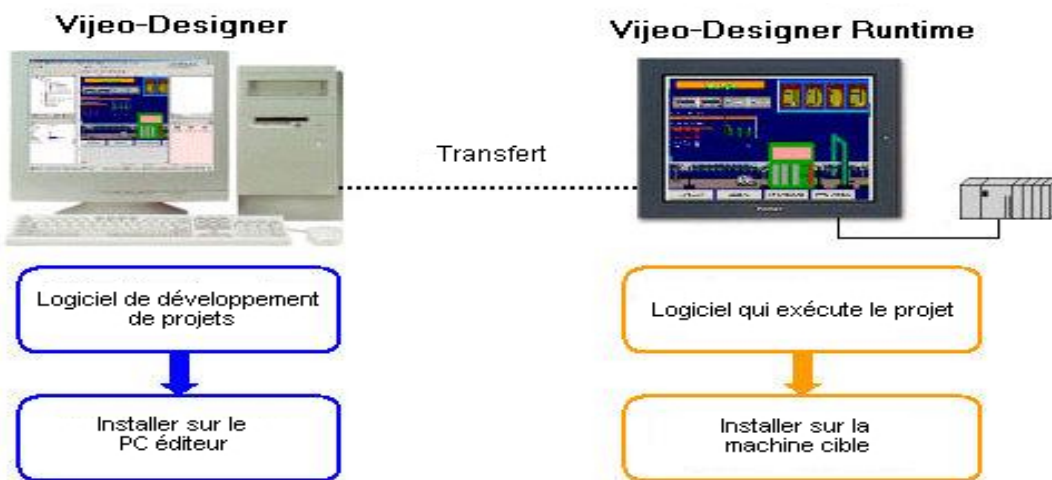 Vijeo-Designer
Vijeo-Designer Runtime
Transfert
Logiciel de développement
de projets
Logiciel qui exécute le projet
Installer sur le
PC éditeur
Installer sur la
machine cible